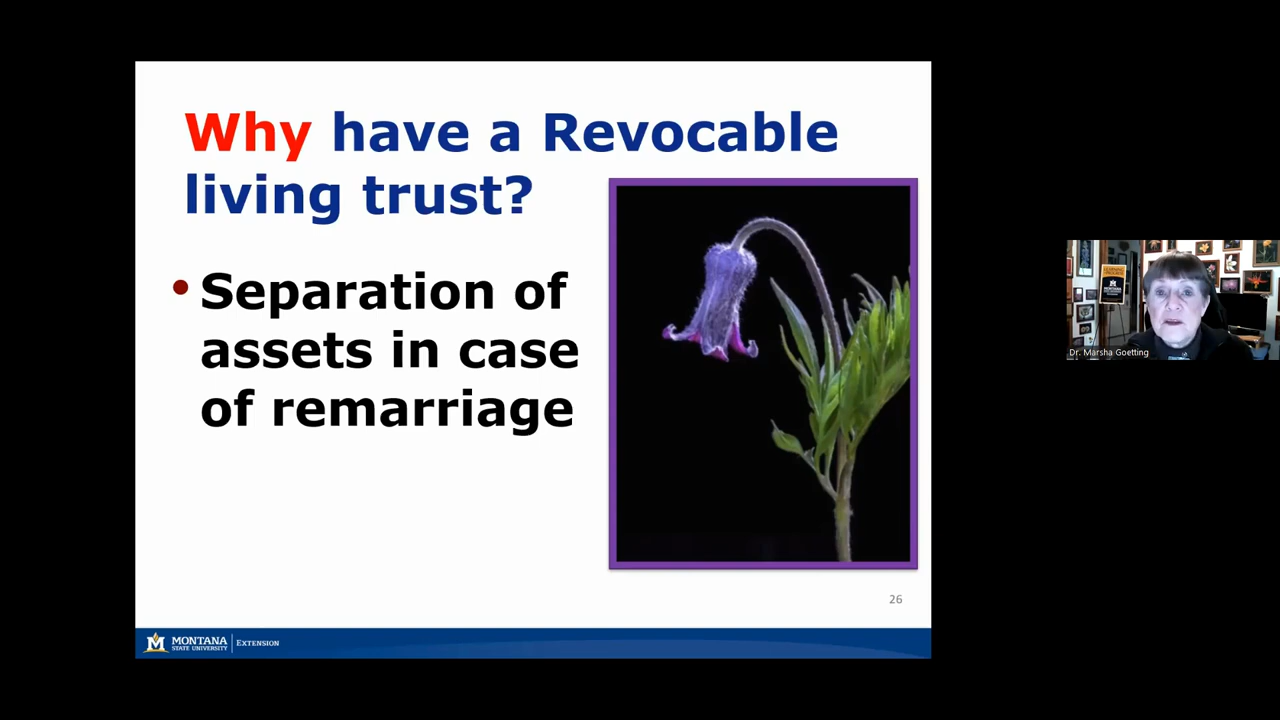 Why have a Revocable
living trust?
• Separation of
assets in case
of remarriage
26
MONTANA
STATE UNIVERSITY
EXTENSION
Dr. Marsha Goetting